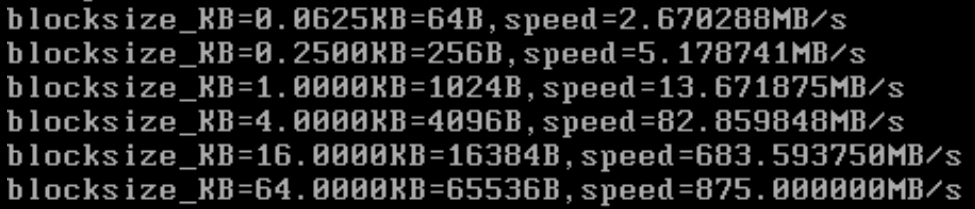 blocksize_KB=0.0625KB=64B,speed=2.670288MB/s
blocksize_KB=0.2500KB=256B,speed=5.178741MB/s
blocksize_KB=1.0000KB=1024B,speed=13.671875MB/s
blocksize_KB=4.0000KB=4096B,speed=82.859848MB/s
blocksize_KB=16.0000KB=16384B,speed=683.593750MB/s
blocksize_KB=64.0000KB=65536B,speed=875.000000MB/s